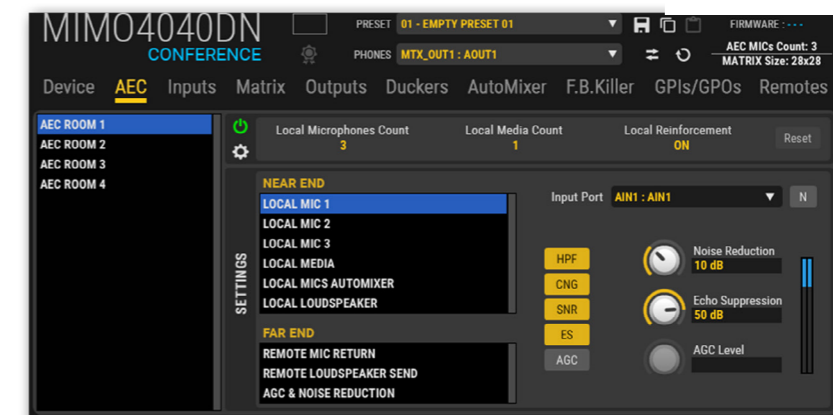 MIMO4040DN
CONFERENCE
PRESET 01 - EMPTY PRESET 01
PHONES MTX_OUT1 : AOUT1
FIRMWARE : ---
AEC MICs Count: 3
MATRIX Size: 28x28
Device AEC Inputs Matrix Outputs Duckers AutoMixer F.B.Killer GPIs/GPOs Remotes
AEC ROOM 1
AEC ROOM 2
AEC ROOM 3
AEC ROOM 4
Local Microphones Count
3
Local Media Count
1
Local Reinforcement
ON
Reset
SETTINGS
NEAR END
LOCAL MIC 1
LOCAL MIC 2
LOCAL MIC 3
LOCAL MEDIA
LOCAL MICS AUTOMIXER
LOCAL LOUDSPEAKER
FAR END
REMOTE MIC RETURN
REMOTE LOUDSPEAKER SEND
AGC & NOISE REDUCTION
Input Port AIN1 : AIN1 N
HPF
CNG
SNR
ES
AGC
Noise Reduction
10 dB
Echo Suppression
50 dB
AGC Level